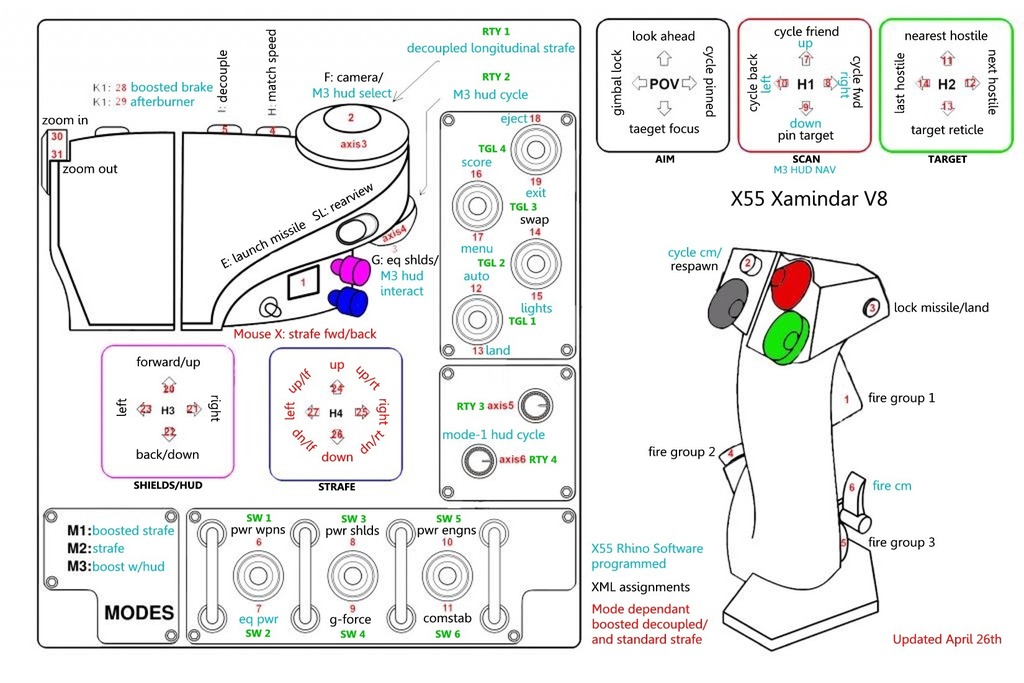 RTY 1
decoupled longitudinal strafe
RTY 2
M3 hud cycle
F: camera/
M3 hud select
K1: 28 boosted brake
K1: 29 afterburner
I: decouple
H: match speed
5
4
2
axis3
zoom in
30
31
zoom out
E: launch missile
SL: rearview
axis4
3
G: eq shlds/
M3 hud
interact
1
Mouse X: strafe fwd/back
eject 18
TGL 4
score
16
19
exit
TGL 3
swap
14
17
menu
TGL 2
auto
12
15
lights
TGL 1
13 land
forward/up
20
left
23
H3
21
right
22
back/down
SHIELDS/HUD
up
up/lf
up/rt
24
left
27
H4
25
right
26
dn/lf
dn/rt
down
STRAFE
RTY 3 axis5
mode-1 hud cycle
axis6 RTY 4
M1: boosted strafe
M2: strafe
M3: boost w/hud
MODES
SW 1
pwr wpns
6
7
eq pwr
SW 2
SW 3
pwr shlds
8
9
g-force
SW 4
SW 5
pwr engns
10
11
comstab
SW 6
look ahead
gimbal lock
POV
cycle pinned
taeget focus
AIM
cycle friend
up
7
cycle back
left
10
H1
8
right
cycle fwd
9
down
pin target
SCAN
M3 HUD NAV
nearest hostile
11
last hostile
14
H2
12
next hostile
13
target reticle
TARGET
X55 Xamindar V8
cycle cm/
respawn
2
3
lock missile/land
1
fire group 1
fire group 2
4
6
fire cm
5
fire group 3
X55 Rhino Software
programmed
XML assignments
Mode dependant
boosted decoupled/
and standard strafe
Updated April 26th